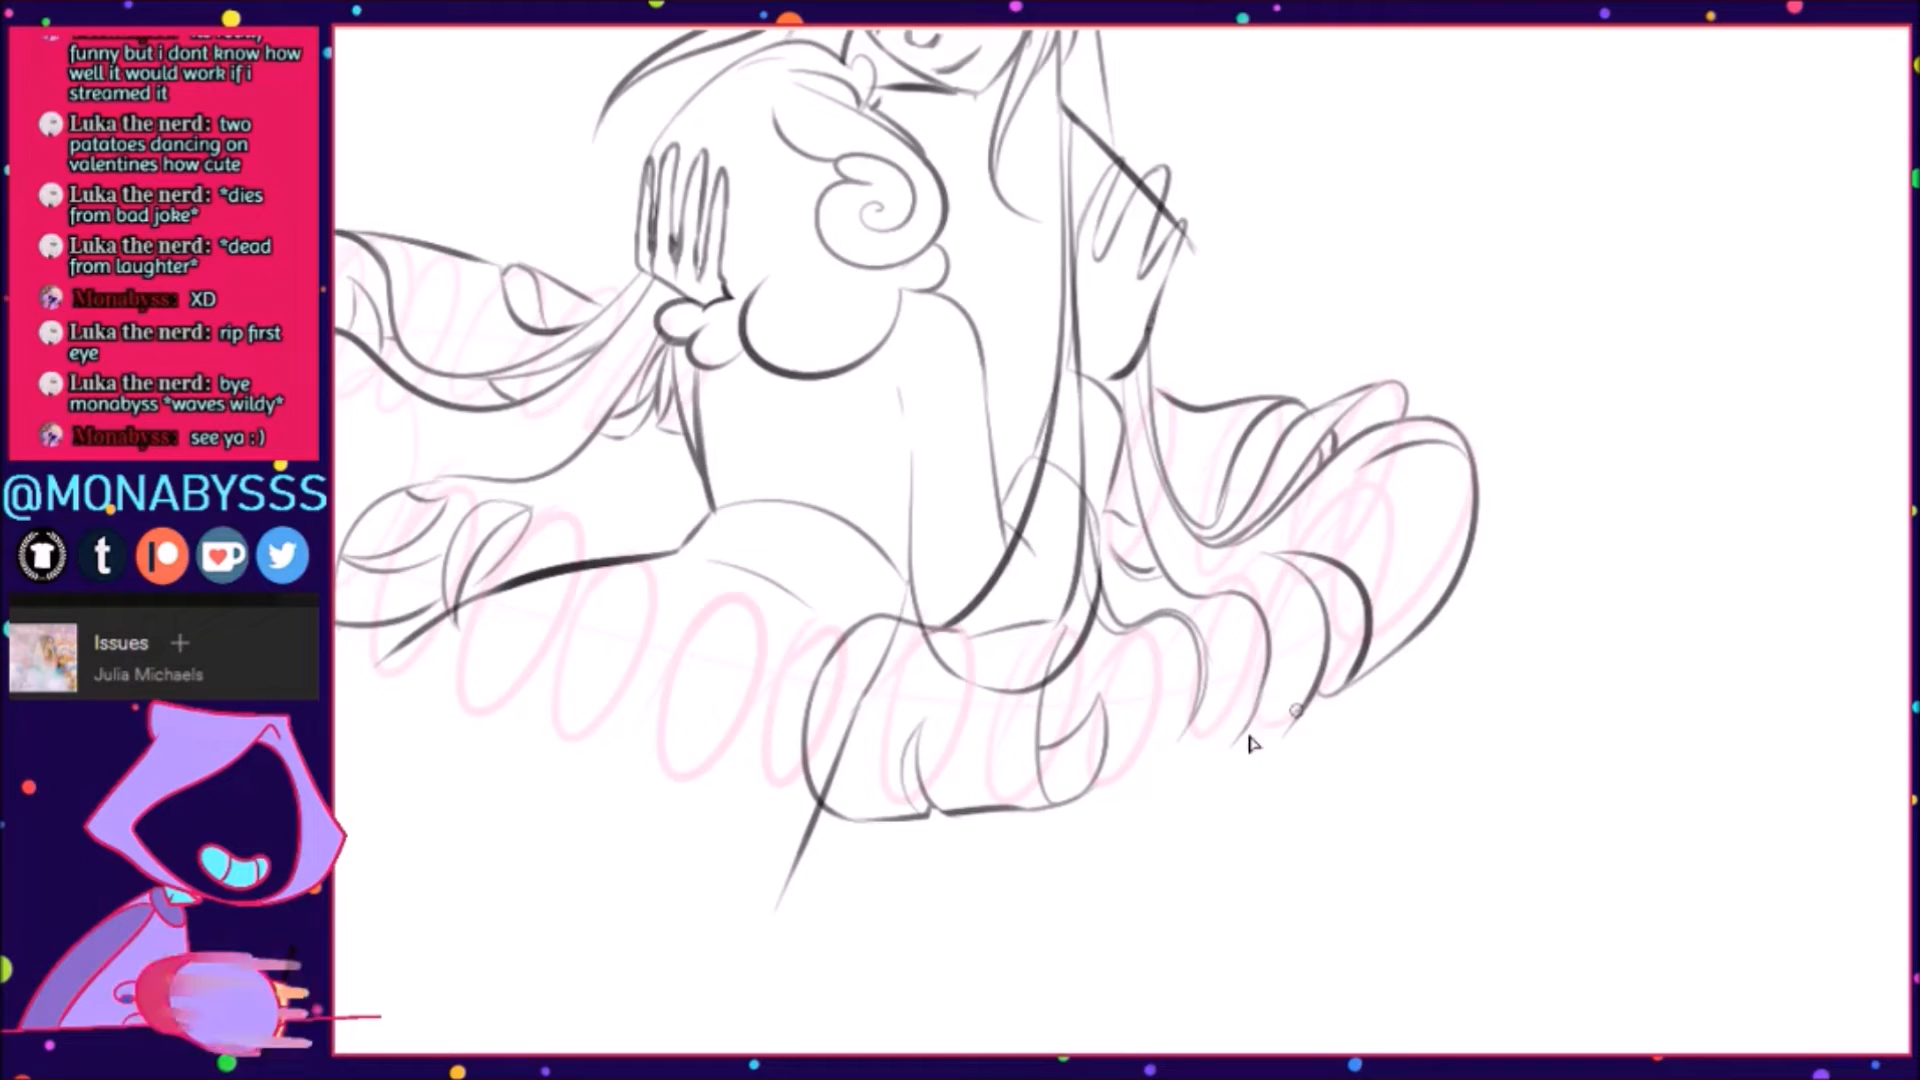 funny but i dont know how
well it would work if i
streamed it
Luka the nerd: two
patatoes dancing on
valentines how cute
Luka the nerd: *dies
from bad joke*
Luka the nerd: *dead
from laughter*
Monabyss: XD
Luka the nerd: rip first
eye
Luka the nerd: bye
monabyss *waves wildy*
Monabyss: see ya :)
@MONABYSSS
Issues
Julia Michaels